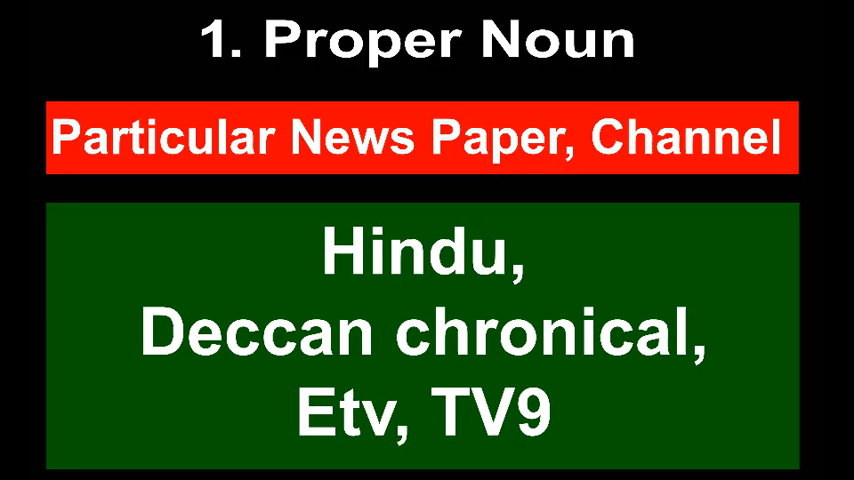 1. Proper Noun
Particular News Paper, Channel
Hindu,
Deccan chronical,
Etv, TV9